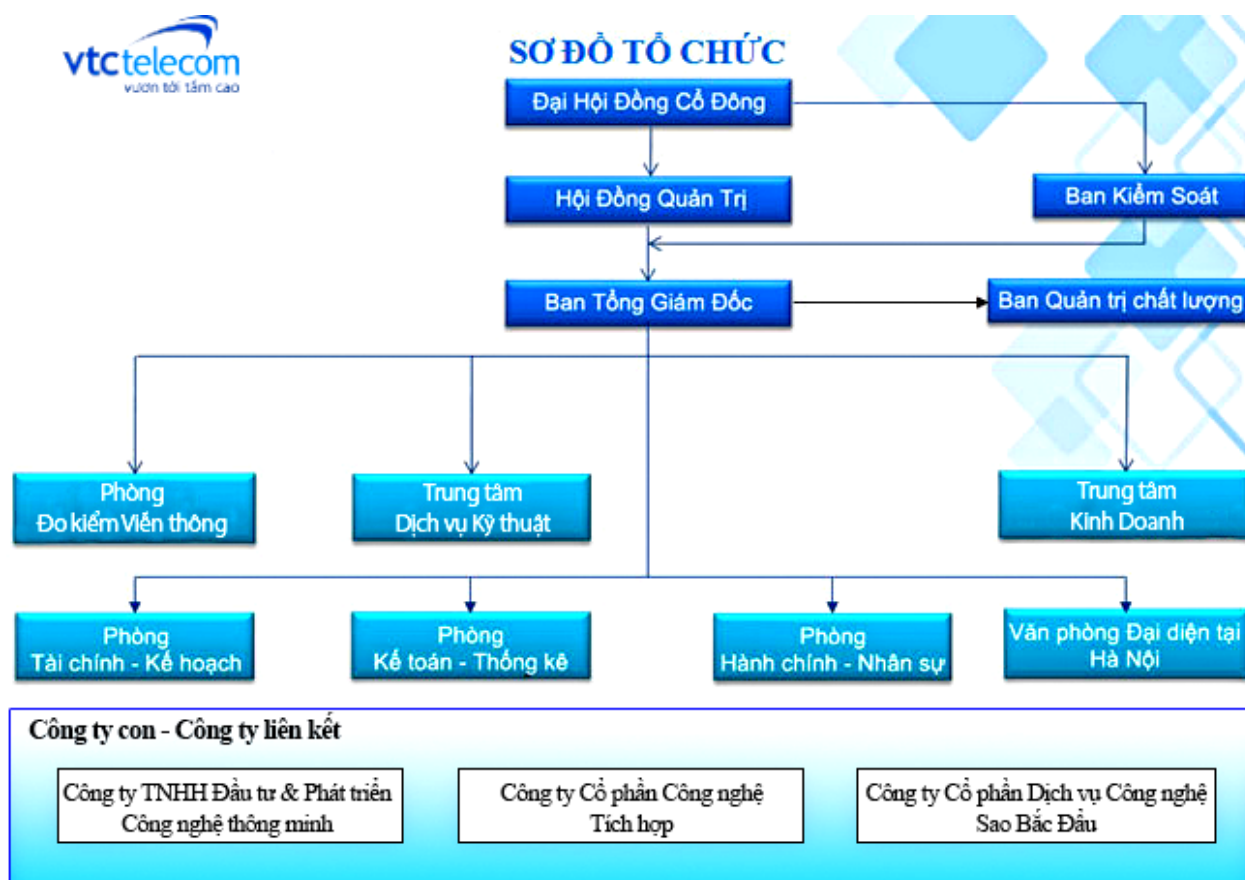 vtctelecom
vươn tới tầm cao
SƠ ĐỒ TỔ CHỨC
Đại Hội Đồng Cổ Đông
Hội Đồng Quản Trị
Ban Kiểm Soát
Ban Tổng Giám Đốc
Ban Quản trị chất lượng
Phòng
Đo kiểm Viễn thông
Trung tâm
Dịch vụ Kỹ thuật
Trung tâm
Kinh Doanh
Phòng
Tài chính - Kế hoạch
Phòng
Kế toán - Thống kê
Phòng
Hành chính - Nhân sự
Văn phòng Đại diện tại
Hà Nội
Công ty con - Công ty liên kết
Công ty TNHH Đầu tư & Phát triển
Công nghệ thông minh
Công ty Cổ phần Công nghệ
Tích hợp
Công ty Cổ phần Dịch vụ Công nghệ
Sao Bắc Đẩu